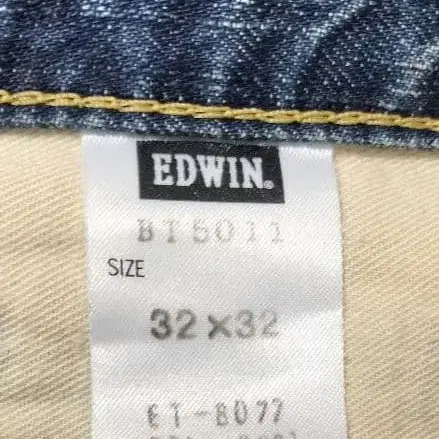 EDWIN®
BT5011
SIZE
32×32
ET-8077